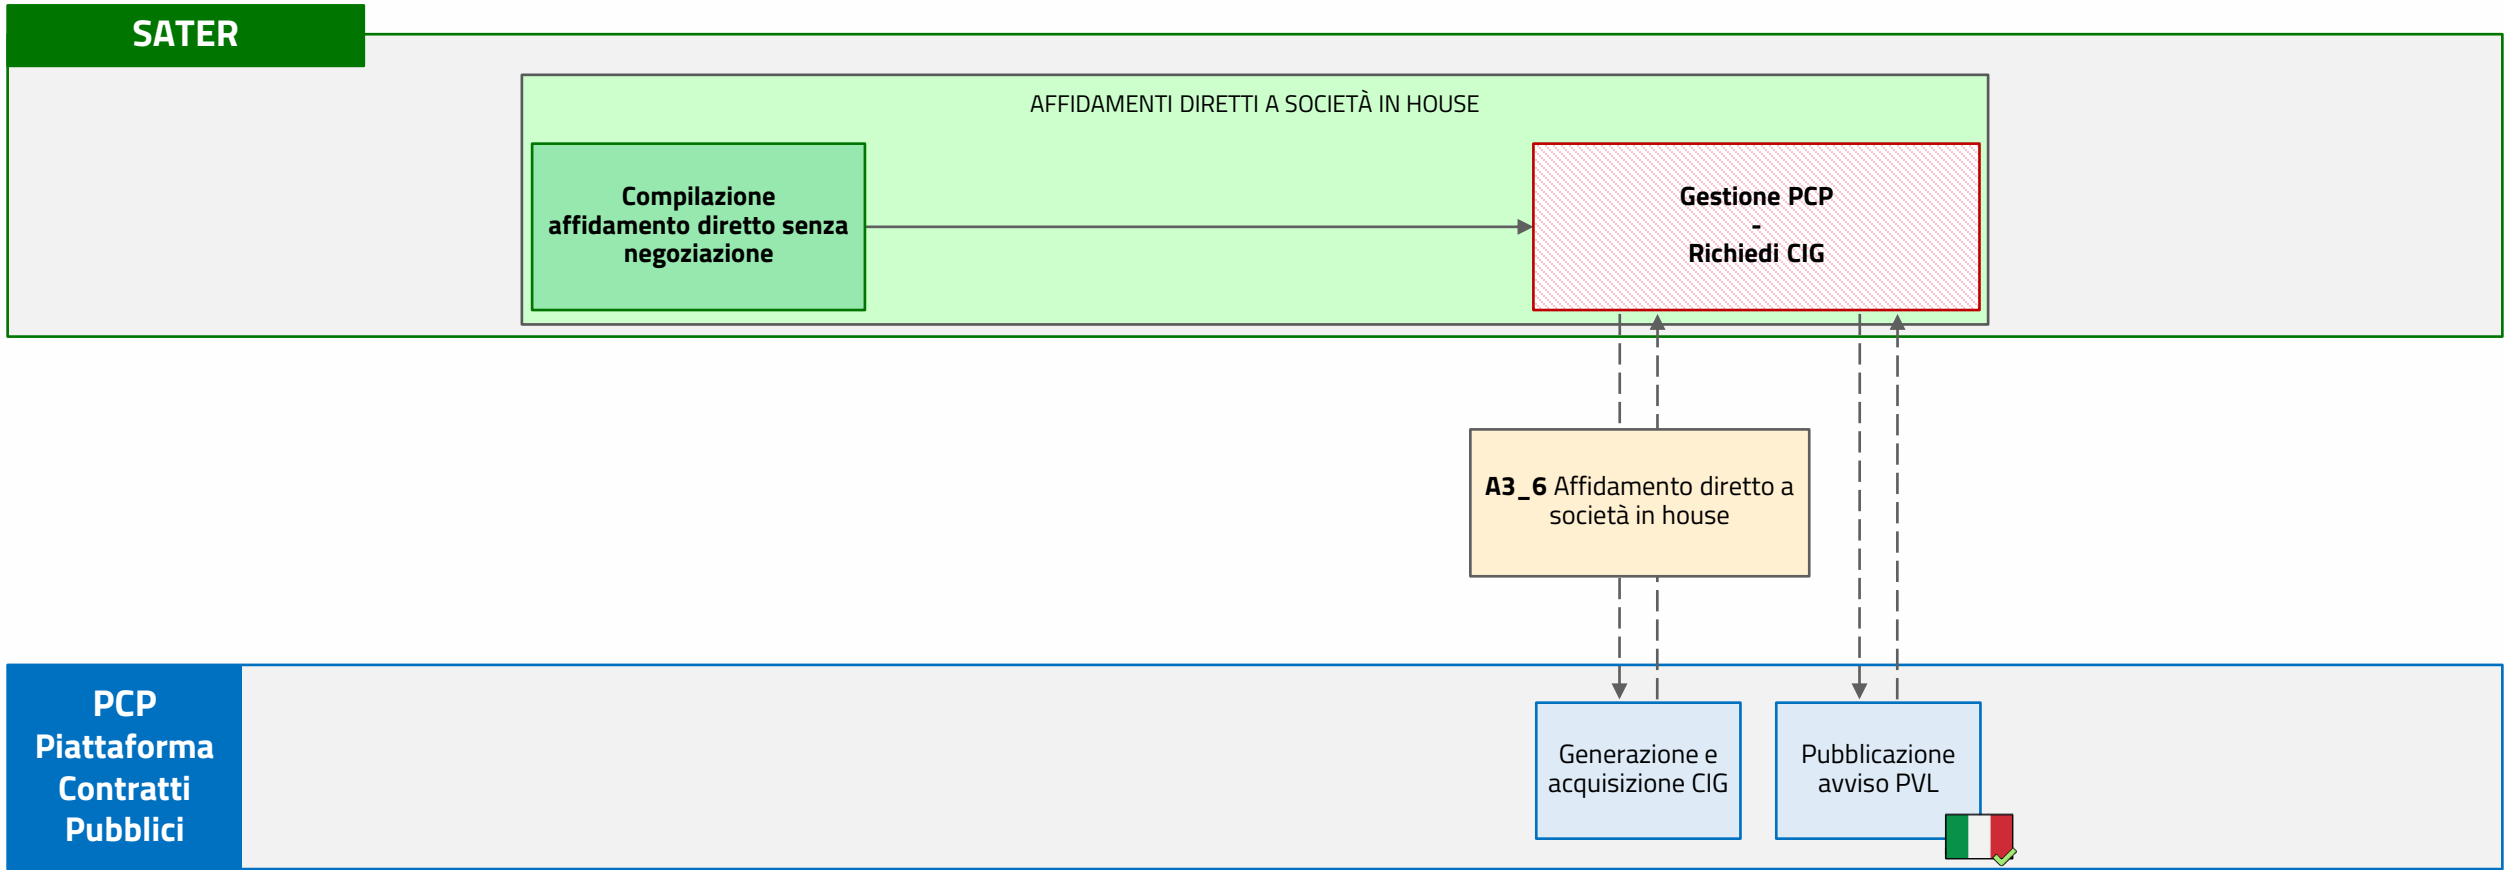 SATER
AFFIDAMENTI DIRETTI A SOCIETÀ IN HOUSE
Compilazione
affidamento diretto senza
negoziazione
Gestione PCP
-
Richiedi CIG
A3_6 Affidamento diretto a
società in house
PCP
Piattaforma
Contratti
Pubblici
Generazione e
acquisizione CIG
Pubblicazione
avviso PVL